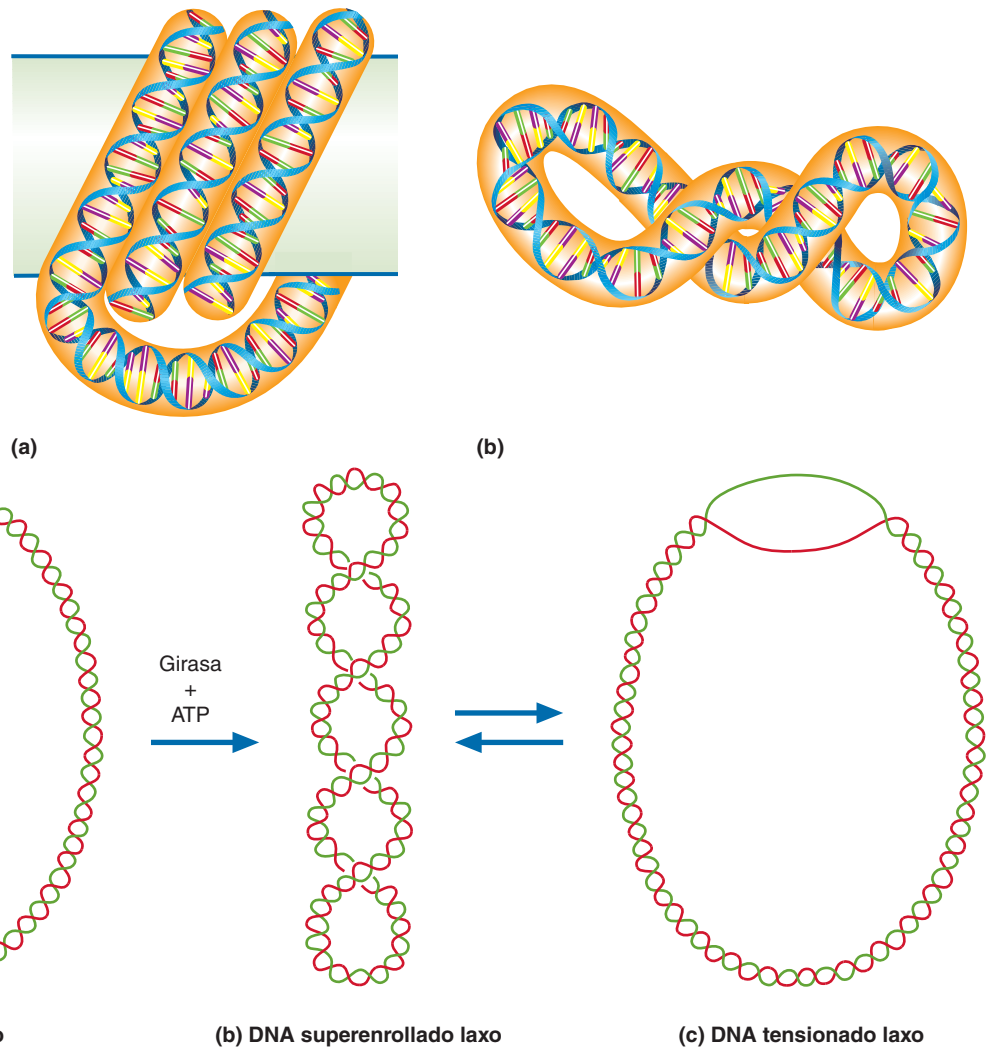 (a)
(b)
Girasa
+
ATP
(b) DNA superenrollado laxo
(c) DNA tensionado laxo